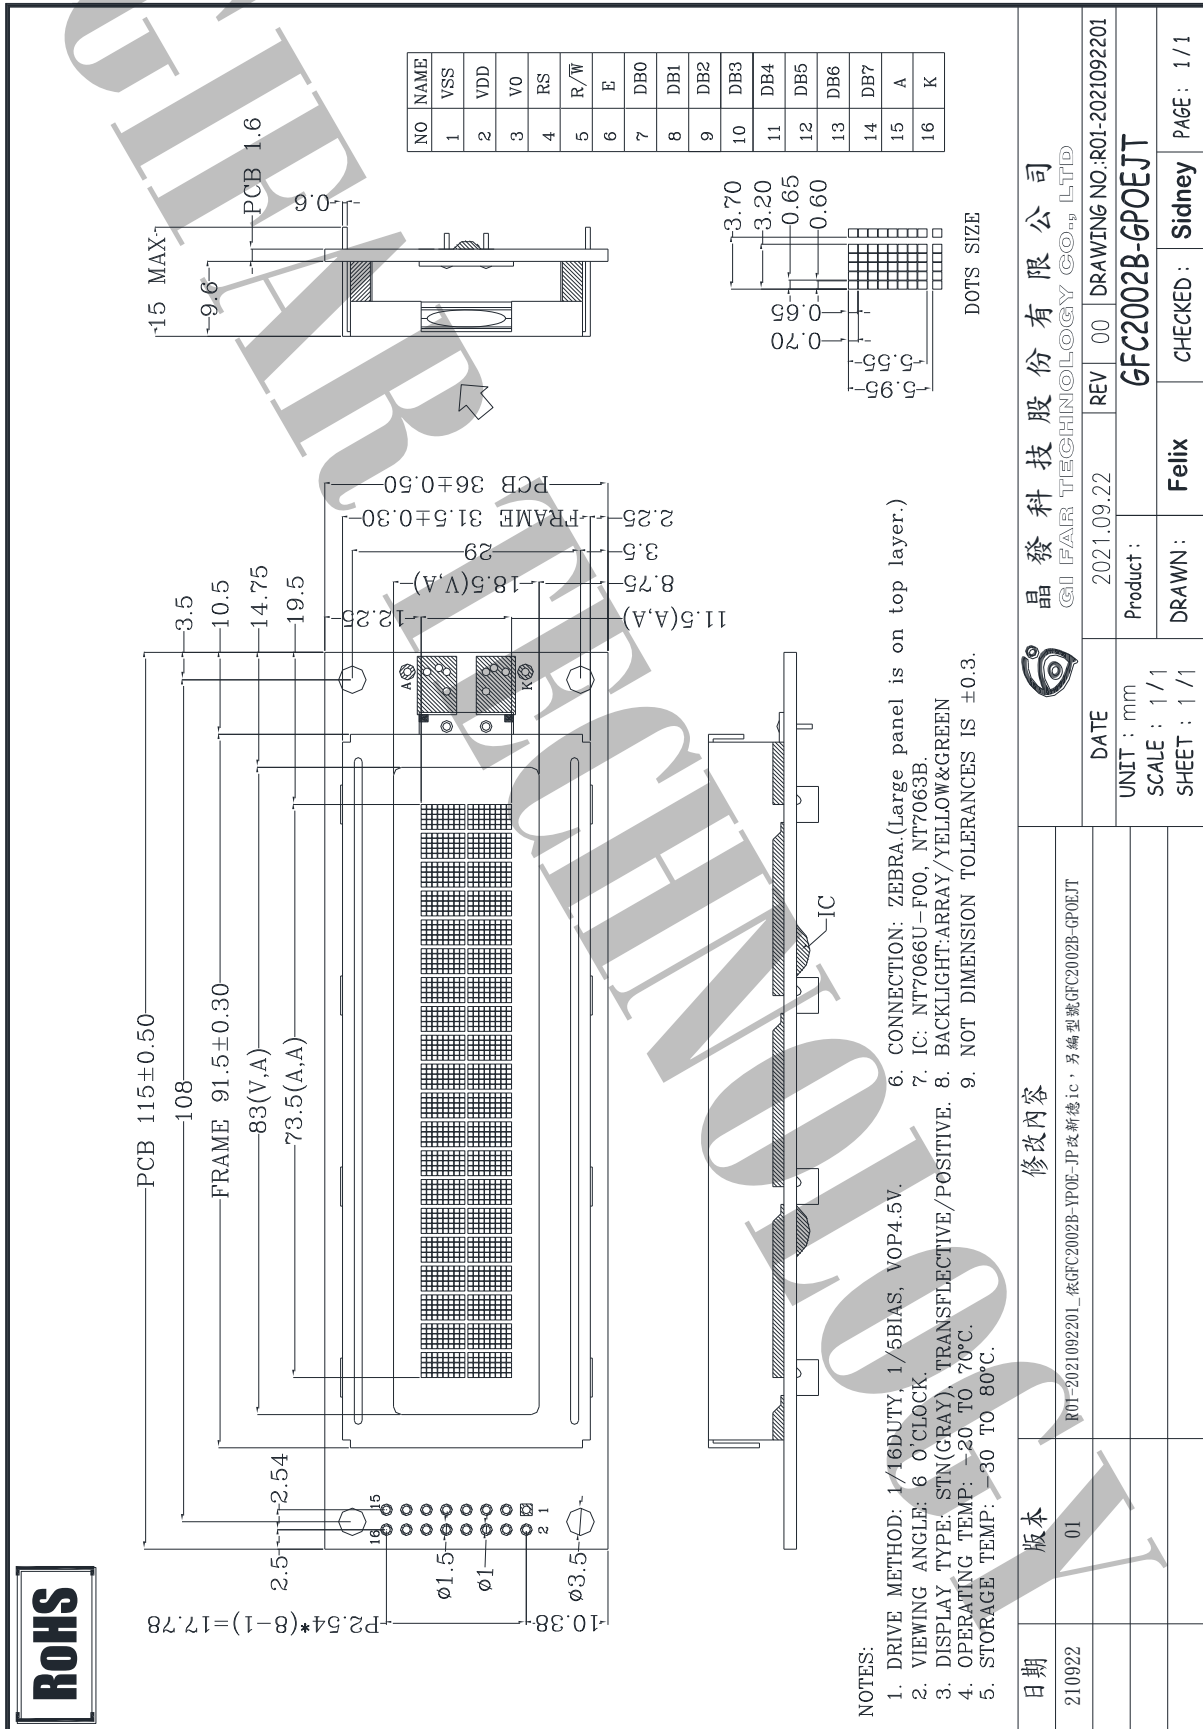 RoHS
PCB 115±0.50
108
FRAME 91.5±0.30
83(V,A)
73.5(A,A)
3.5
10.5
14.75
19.5
2.5
2.54
P2.54*(8-1)=17.78
10.38
Ø1.5
Ø1
Ø3.5
16
15
2
1
A
K
PCB 36±0.50
FRAME 31.5±0.30
29
18.5(V,A)
12.25
2.25
3.5
8.75
11.5(A,A)
15 MAX
9.6
PCB 1.6
0.6
IC
NO NAME
1 VSS
2 VDD
3 V0
4 RS
5 R/W̅
6 E
7 DB0
8 DB1
9 DB2
10 DB3
11 DB4
12 DB5
13 DB6
14 DB7
15 A
16 K
3.70
3.20
0.65
0.60
0.65
0.70
5.55
5.95
DOTS SIZE
NOTES:
1. DRIVE METHOD: 1/16DUTY, 1/5BIAS, VOP4.5V.
2. VIEWING ANGLE: 6 O'CLOCK.
3. DISPLAY TYPE: STN(GRAY), TRANSFLECTIVE/POSITIVE.
4. OPERATING TEMP: -20 TO 70°C.
5. STORAGE TEMP: -30 TO 80°C.
6. CONNECTION: ZEBRA.(Large panel is on top layer.)
7. IC: NT7066U-F00, NT7063B.
8. BACKLIGHT:ARRAY/YELLOW&GREEN
9. NOT DIMENSION TOLERANCES IS ±0.3.
日期 版本 修改內容
210922 01 R01-2021092201_依GFC2002B-YPOE-JP改新德ic，另編型號GFC2002B-GPOEJT
晶發科技股份有限公司
GI FAR TECHNOLOGY CO., LTD
DATE 2021.09.22 REV 00 DRAWING NO.:R01-2021092201
UNIT : mm
SCALE : 1/1
SHEET : 1/1
Product : GFC2002B-GPOEJT
DRAWN : Felix CHECKED : Sidney PAGE : 1/1
GI FAR TECHNOLOGY